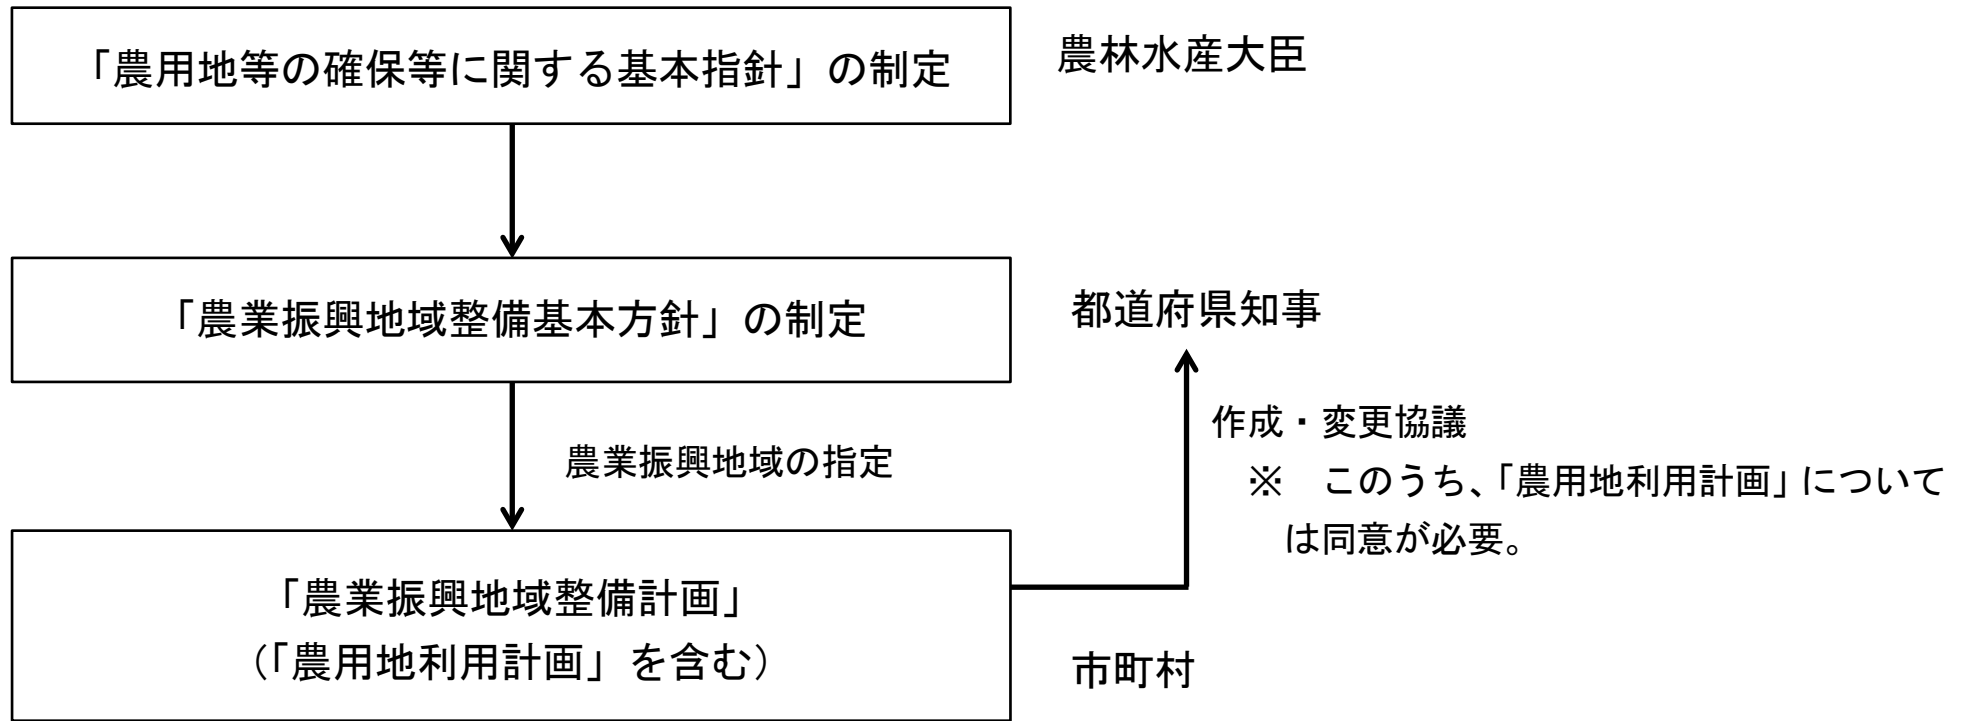 「農用地等の確保等に関する基本指針」の制定
農林水産大臣
「農業振興地域整備基本方針」の制定
都道府県知事
作成・変更協議
※　このうち、「農用地利用計画」について
は同意が必要。
農業振興地域の指定
「農業振興地域整備計画」
（「農用地利用計画」を含む）
市町村